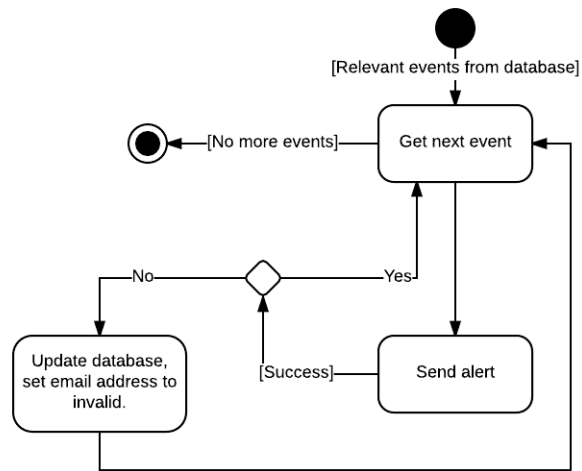 [Relevant events from database]
[No more events]
Get next event
No
Yes
Update database,
set email address to
invalid.
[Success]
Send alert